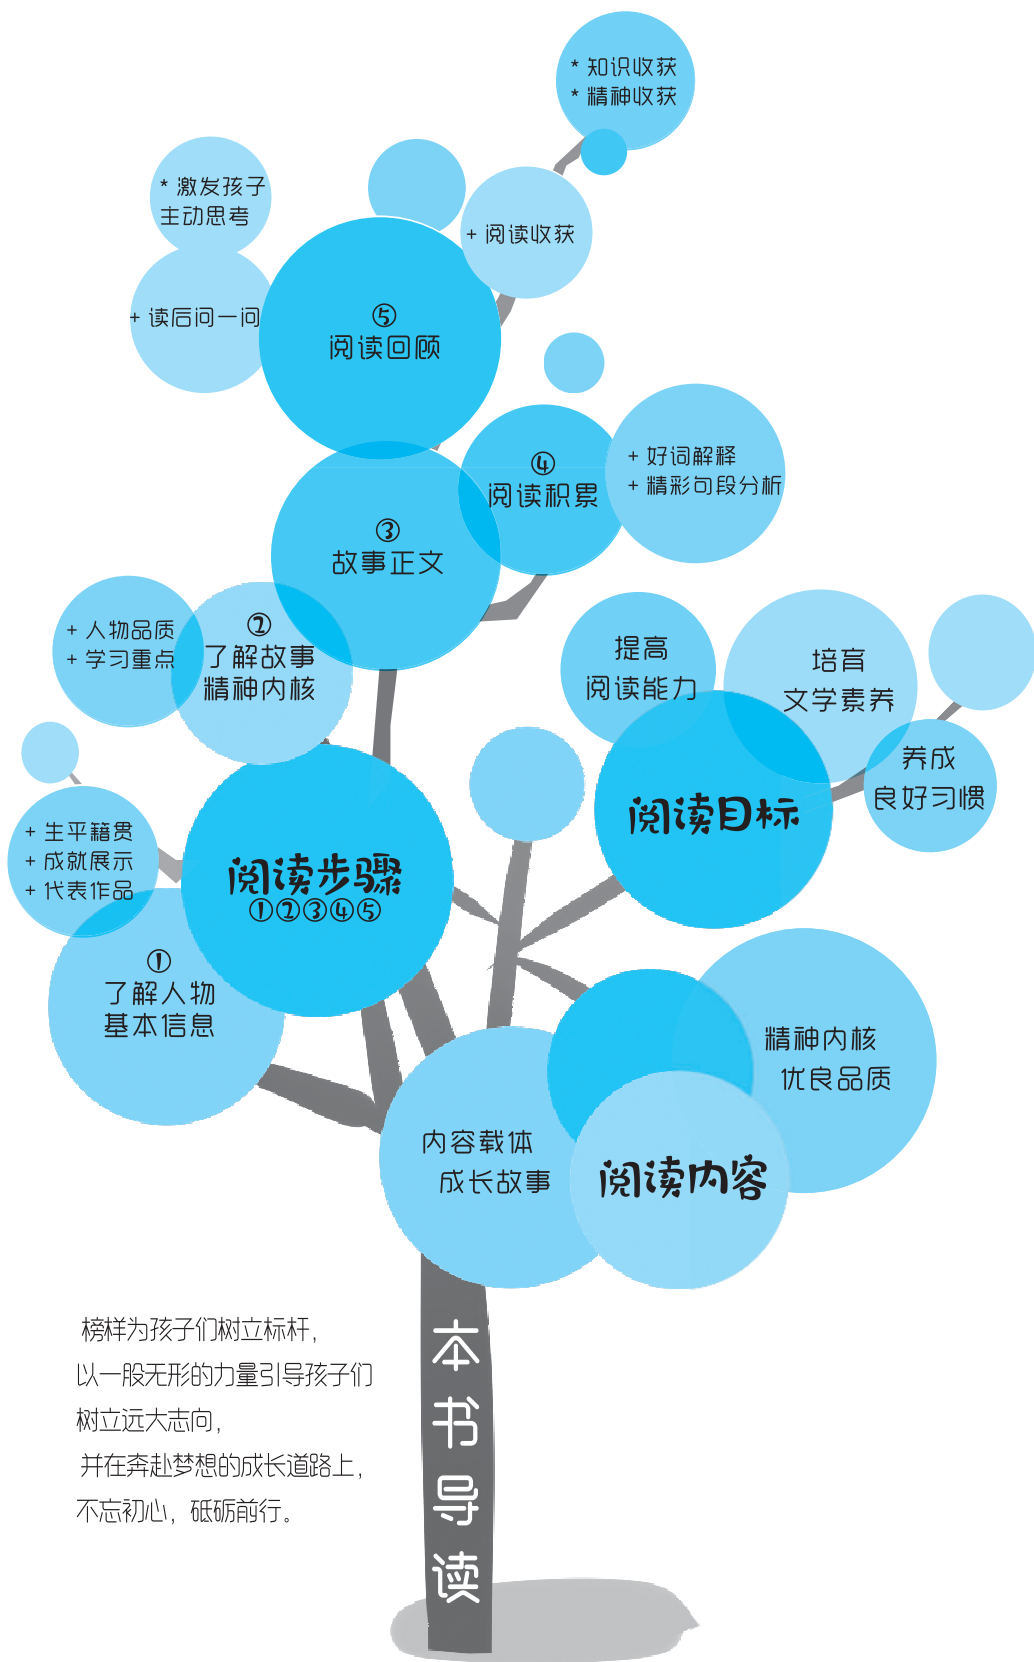 * 知识收获
* 精神收获
* 激发孩子
主动思考
+ 阅读收获
+ 读后问一问
⑤
阅读回顾
④
阅读积累
+ 好词解释
+ 精彩句段分析
③
故事正文
②
了解故事
精神内核
+ 人物品质
+ 学习重点
提高
阅读能力
培育
文学素养
养成
良好习惯
阅读目标
+ 生平籍贯
+ 成就展示
+ 代表作品
阅读步骤
①②③④⑤
①
了解人物
基本信息
精神内核
优良品质
内容载体
成长故事
阅读内容
榜样为孩子们树立标杆，
以一股无形的力量引导孩子们
树立远大志向，
并在奔赴梦想的成长道路上，
不忘初心，砥砺前行。
本
书
导
读